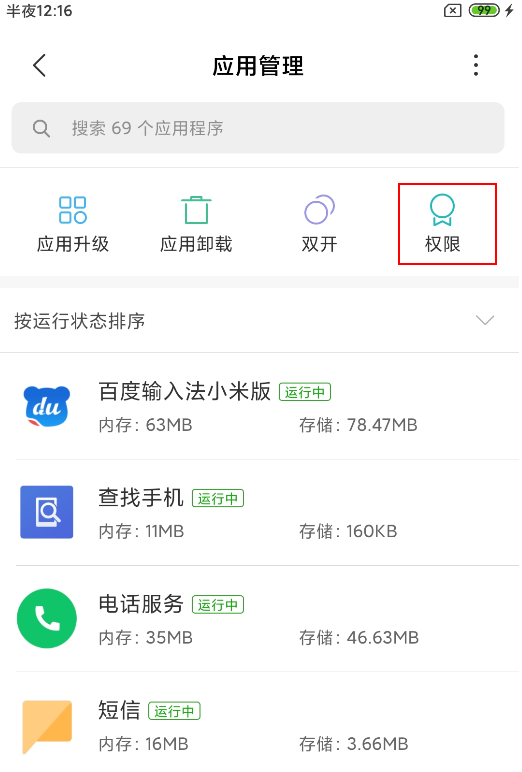 半夜12:16
99
应用管理
搜索 69 个应用程序
应用升级 应用卸载 双开 权限
按运行状态排序
du
百度输入法小米版 运行中
内存: 63MB 存储: 78.47MB
查找手机 运行中
内存: 11MB 存储: 160KB
电话服务 运行中
内存: 35MB 存储: 46.63MB
短信 运行中
内存: 16MB 存储: 3.66MB